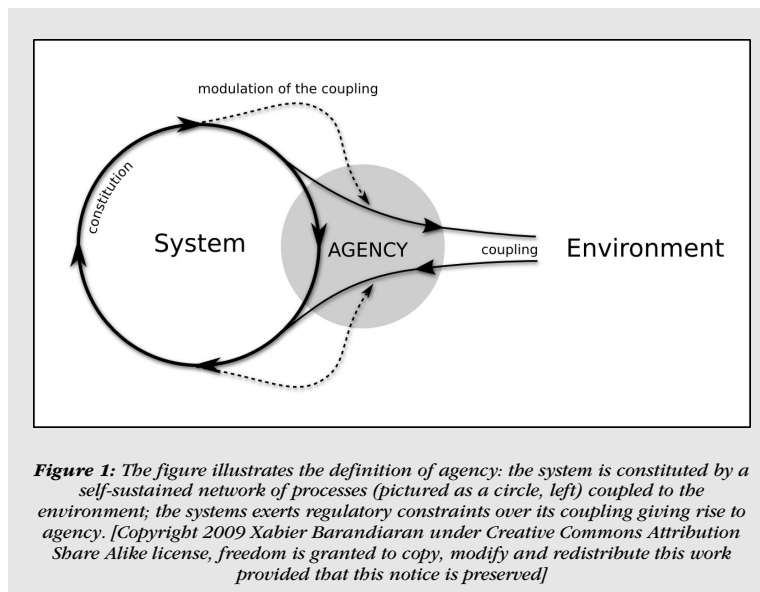 modulation of the coupling
constitution
System
AGENCY
coupling
Environment
Figure 1: The figure illustrates the definition of agency: the system is constituted by a
self-sustained network of processes (pictured as a circle, left) coupled to the
environment; the systems exerts regulatory constraints over its coupling giving rise to
agency. [Copyright 2009 Xabier Barandiaran under Creative Commons Attribution
Share Alike license, freedom is granted to copy, modify and redistribute this work
provided that this notice is preserved]